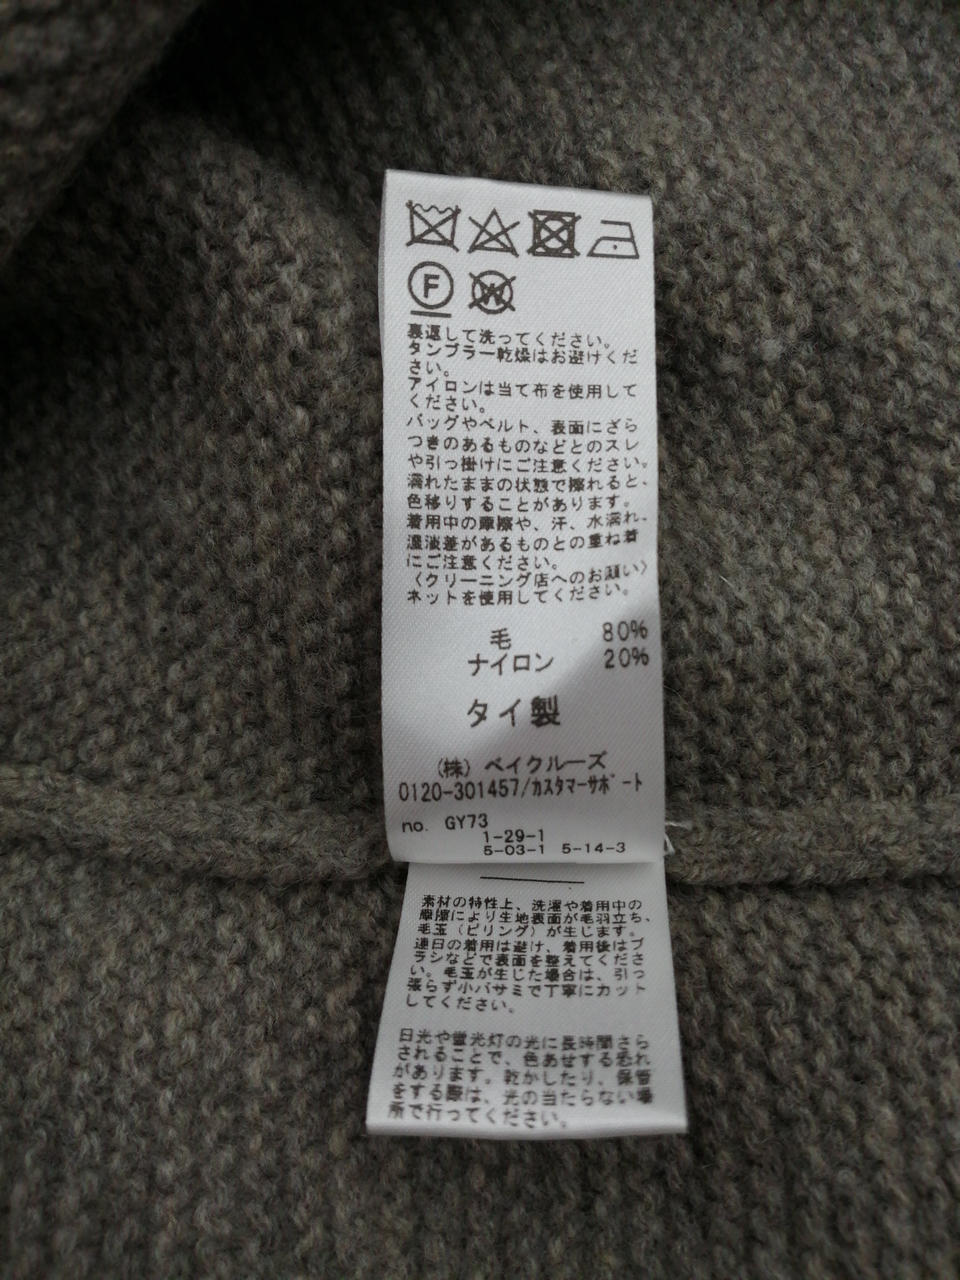 F W
裏返して洗ってください。
タンブラー乾燥はお避けくだ
さい。
アイロンは当て布を使用して
ください。
バッグやベルト、表面にざら
つきのあるものなどとのスレ
や引っ掛けにご注意ください。
濡れたままの状態で擦れると、
色移りすることがあります。
着用中の摩擦や、汗、水濡れ、
濃淡差があるものとの重ね着
にご注意ください。
〈クリーニング店へのお願い〉
ネットを使用してください。
毛 80%
ナイロン 20%
タイ製
(株) ベイクルーズ
0120-301457/カスタマーサポート
no. GY73
1-29-1
5-03-1 5-14-3
素材の特性上、洗濯や着用中の
摩擦により生地表面が毛羽立ち、
毛玉（ピリング）が生じます。
連日の着用は避け、着用後はブ
ラシなどで表面を整えてくださ
い。毛玉が生じた場合は、引っ
張らず小バサミで丁寧にカット
してください。
日光や蛍光灯の光に長時間さら
されることで、色あせする恐れ
があります。乾かしたり、保管
をする際は、光の当たらない場
所で行ってください。